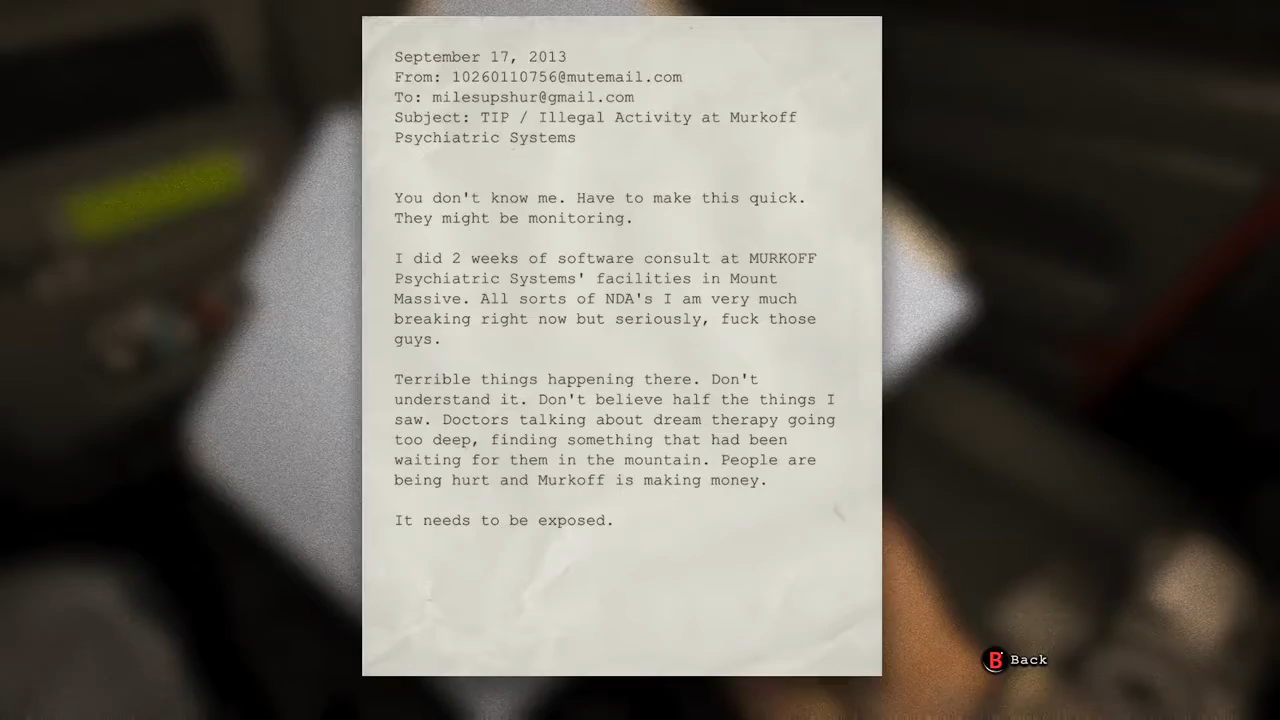 September 17, 2013
From: 10260110756@mutemail.com
To: milesupshur@gmail.com
Subject: TIP / Illegal Activity at Murkoff
Psychiatric Systems
You don't know me. Have to make this quick.
They might be monitoring.
I did 2 weeks of software consult at MURKOFF
Psychiatric Systems' facilities in Mount
Massive. All sorts of NDA's I am very much
breaking right now but seriously, fuck those
guys.
Terrible things happening there. Don't
understand it. Don't believe half the things I
saw. Doctors talking about dream therapy going
too deep, finding something that had been
waiting for them in the mountain. People are
being hurt and Murkoff is making money.
It needs to be exposed.
B Back